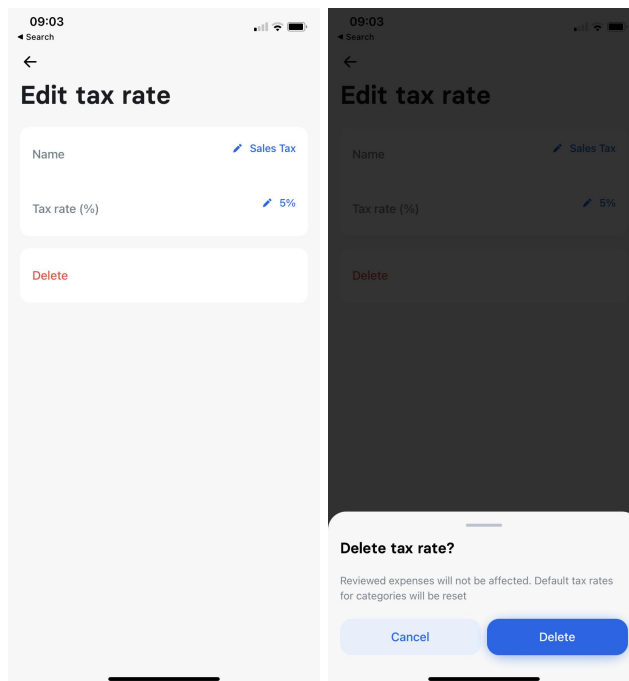 09:03
◀ Search
Edit tax rate
Name
Sales Tax
Tax rate (%)
5%
Delete
09:03
◀ Search
Edit tax rate
Name
Sales Tax
Tax rate (%)
5%
Delete
Delete tax rate?
Reviewed expenses will not be affected. Default tax rates
for categories will be reset
Cancel
Delete